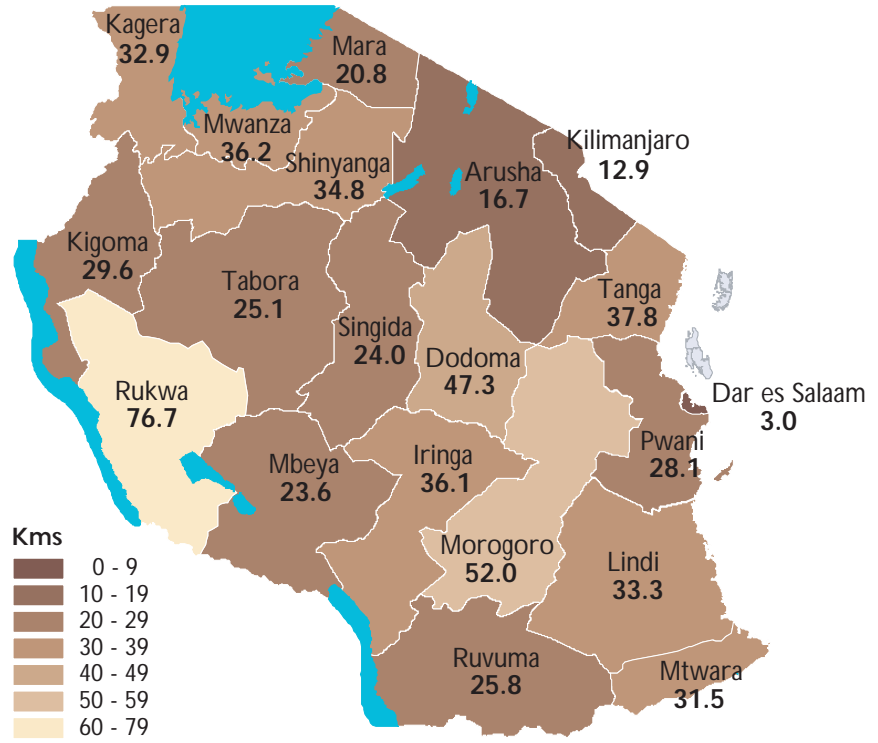 Kagera
32.9
Mara
20.8
Mwanza
36.2
Shinyanga
34.8
Arusha
16.7
Kilimanjaro
12.9
Kigoma
29.6
Tabora
25.1
Singida
24.0
Dodoma
47.3
Tanga
37.8
Rukwa
76.7
Dar es Salaam
3.0
Pwani
28.1
Mbeya
23.6
Iringa
36.1
Morogoro
52.0
Lindi
33.3
Ruvuma
25.8
Mtwara
31.5
Kms
0 - 9
10 - 19
20 - 29
30 - 39
40 - 49
50 - 59
60 - 79